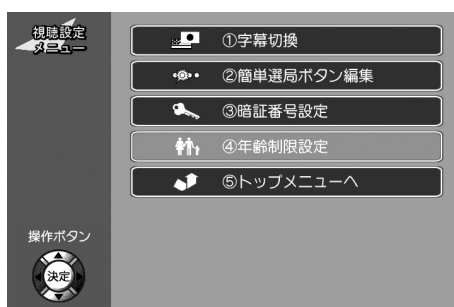 視聴設定
メニュー
①字幕切換
②簡単選局ボタン編集
③暗証番号設定
④年齢制限設定
⑤トップメニューへ
操作ボタン
決定